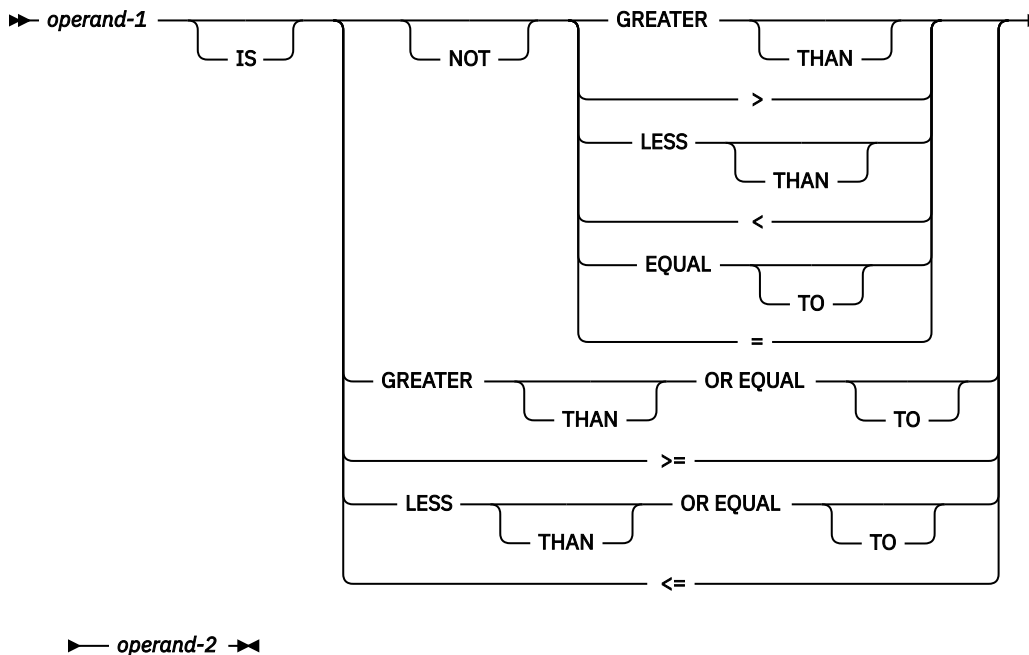 operand-1 GREATER
IS NOT THAN
>
LESS
THAN
<
EQUAL
TO
=
GREATER OR EQUAL
THAN TO
>=
LESS OR EQUAL
THAN TO
<=
operand-2